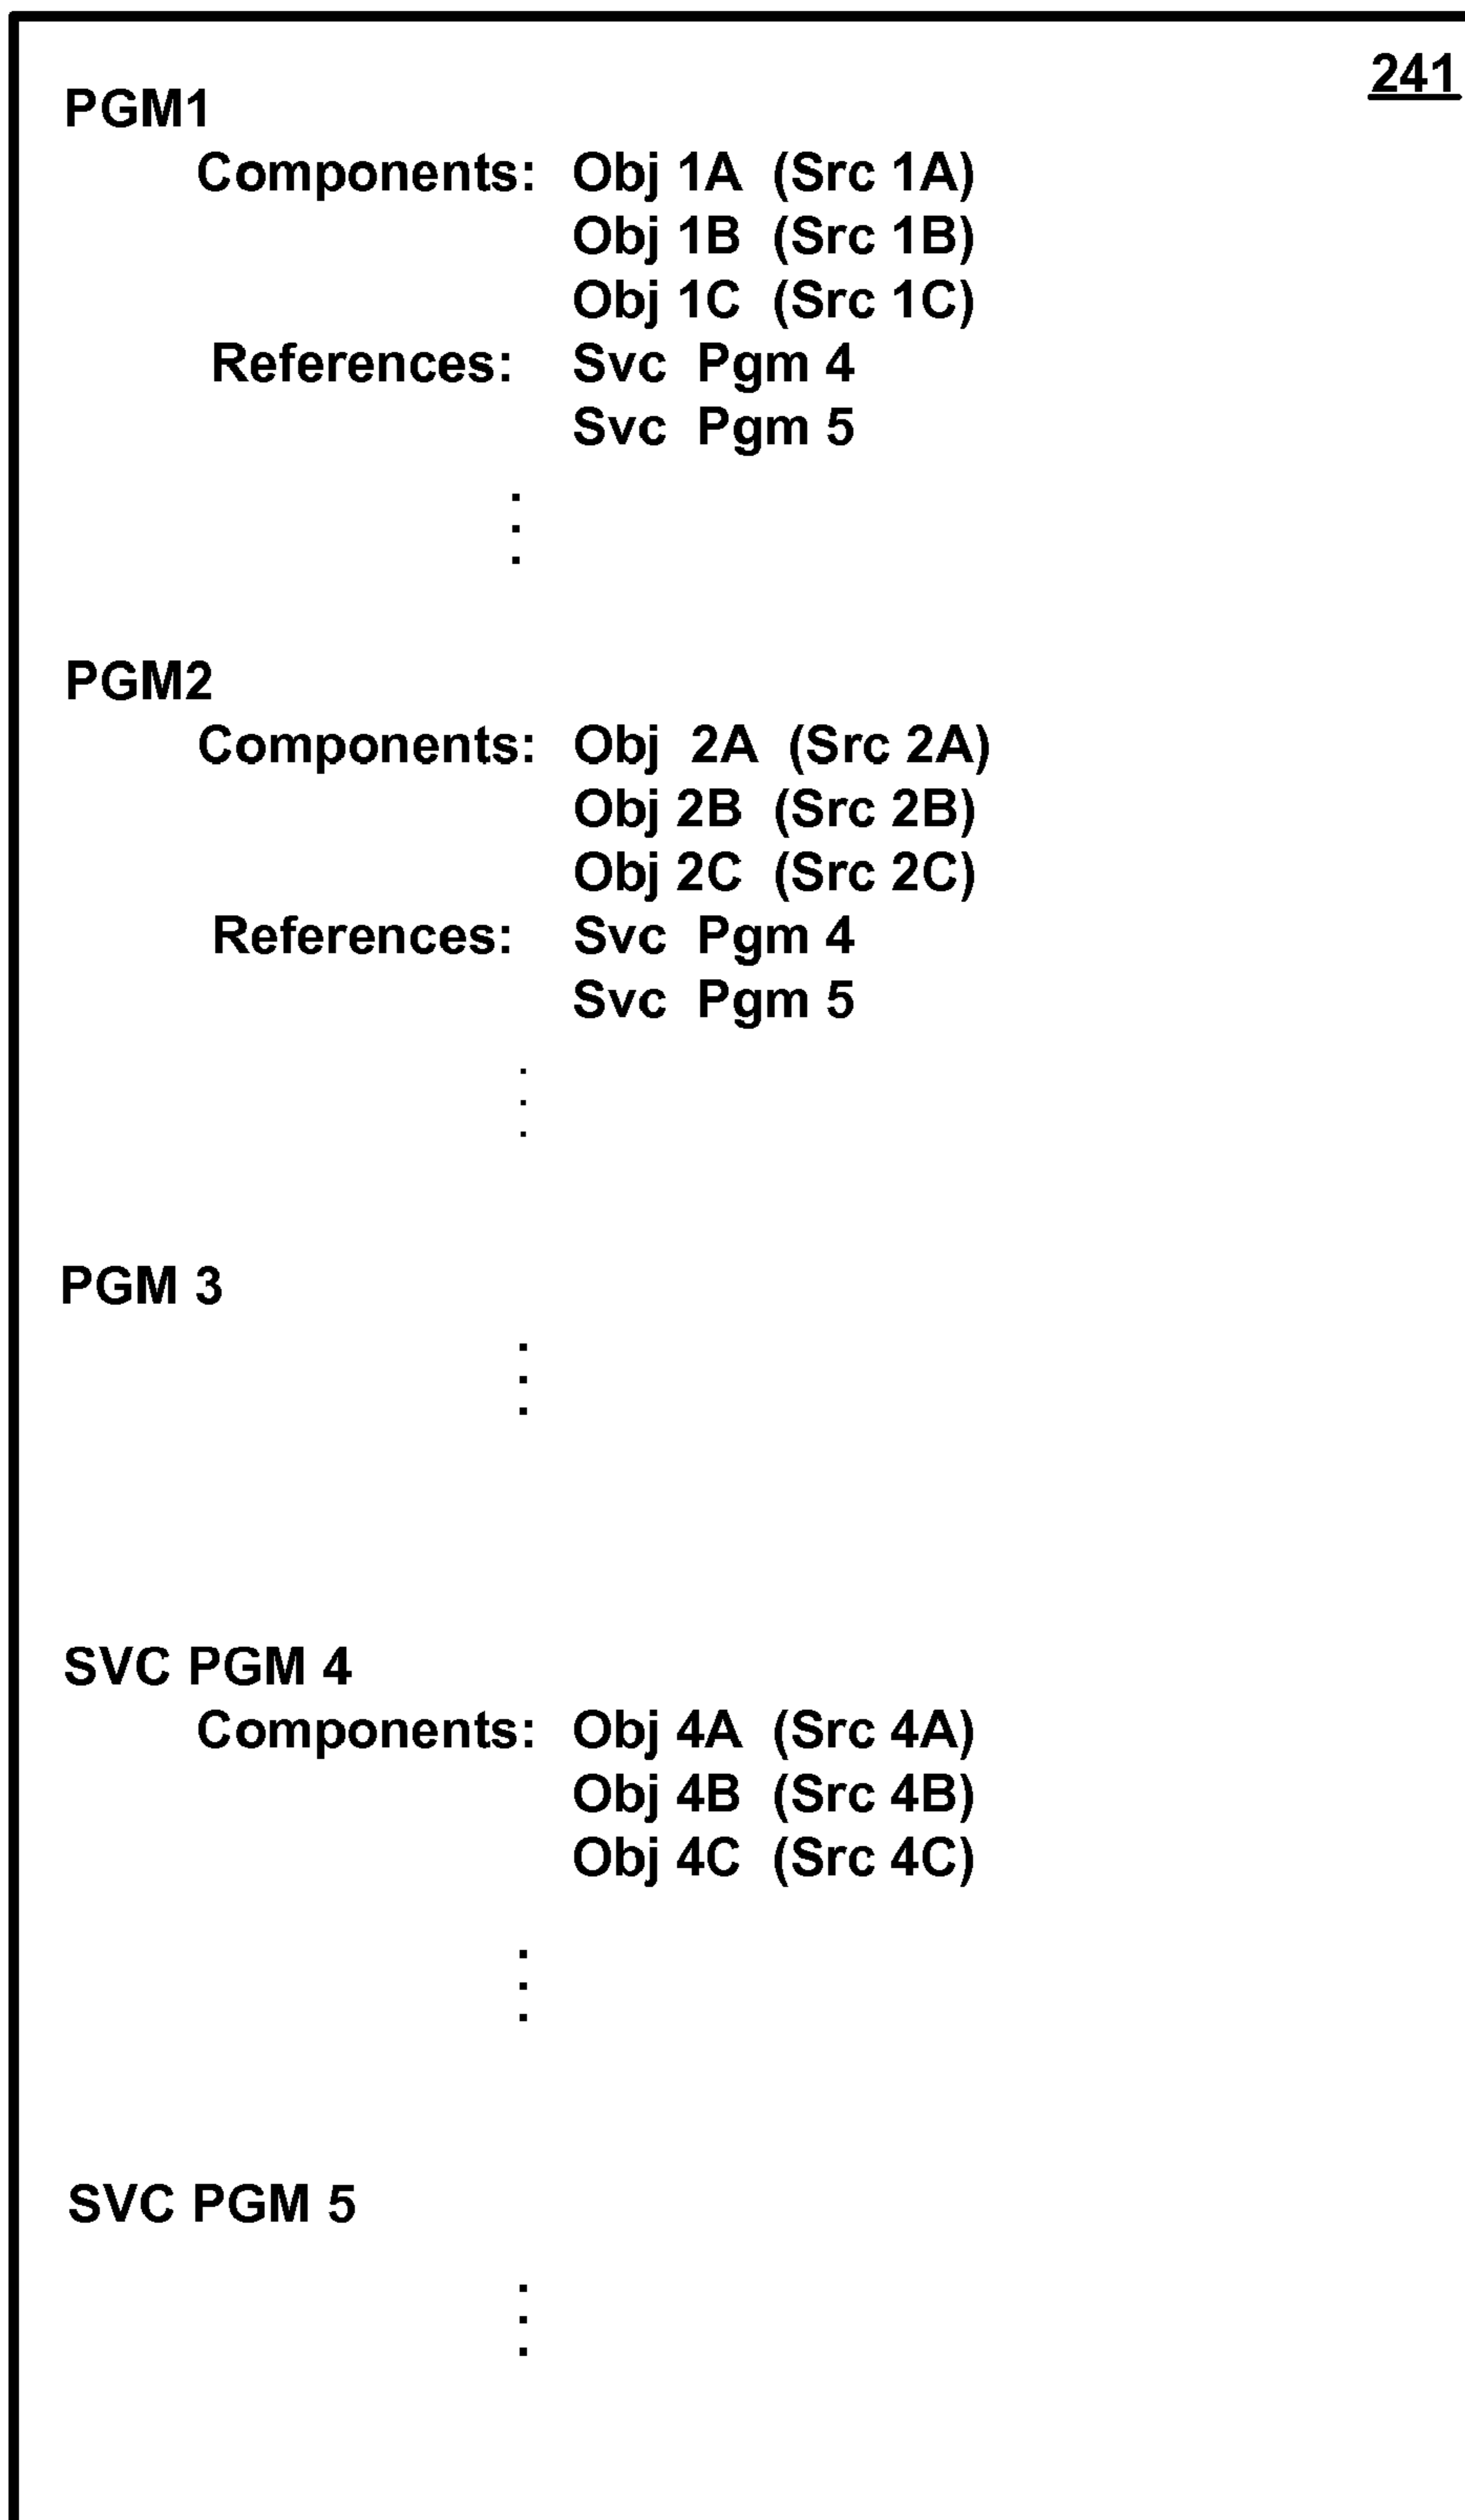 241
PGM1
Components: Obj 1A (Src 1A)
Obj 1B (Src 1B)
Obj 1C (Src 1C)
References: Svc Pgm 4
Svc Pgm 5
PGM2
Components: Obj 2A (Src 2A)
Obj 2B (Src 2B)
Obj 2C (Src 2C)
References: Svc Pgm 4
Svc Pgm 5
PGM 3
SVC PGM 4
Components: Obj 4A (Src 4A)
Obj 4B (Src 4B)
Obj 4C (Src 4C)
SVC PGM 5